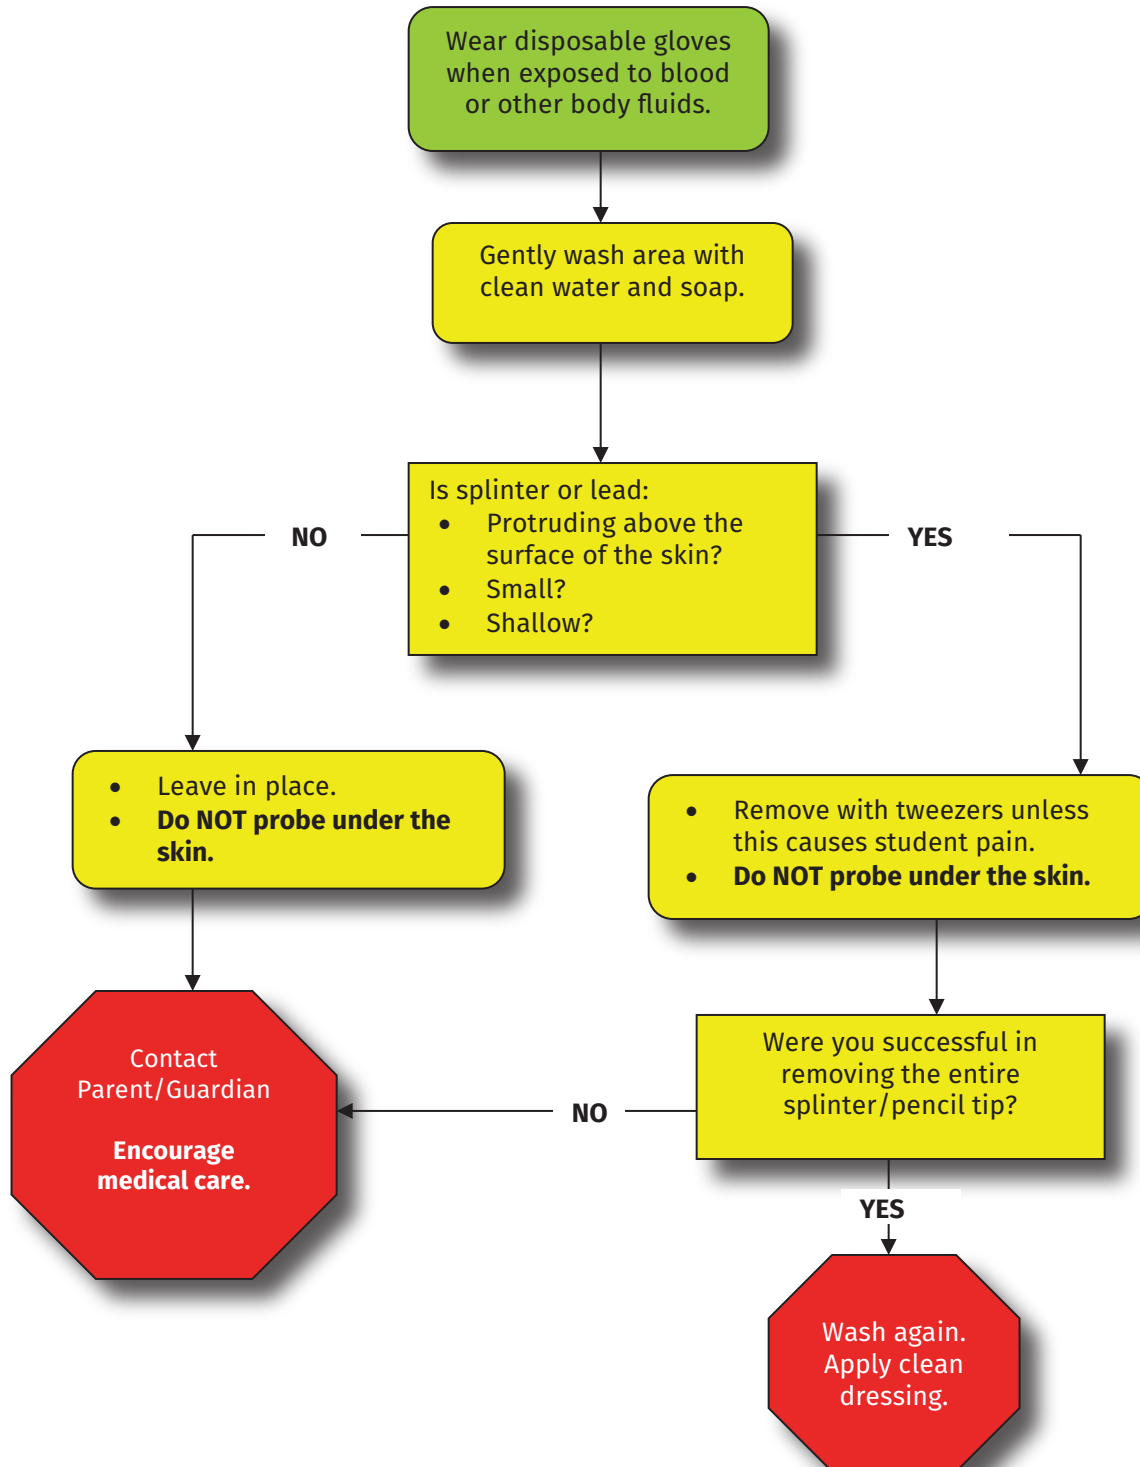 Wear disposable gloves
when exposed to blood
or other body fluids.
Gently wash area with
clean water and soap.
Is splinter or lead:
• Protruding above the
surface of the skin?
• Small?
• Shallow?
NO
YES
• Leave in place.
• Do NOT probe under the
skin.
• Remove with tweezers unless
this causes student pain.
• Do NOT probe under the skin.
Contact
Parent/Guardian
Encourage
medical care.
NO
Were you successful in
removing the entire
splinter/pencil tip?
YES
Wash again.
Apply clean
dressing.